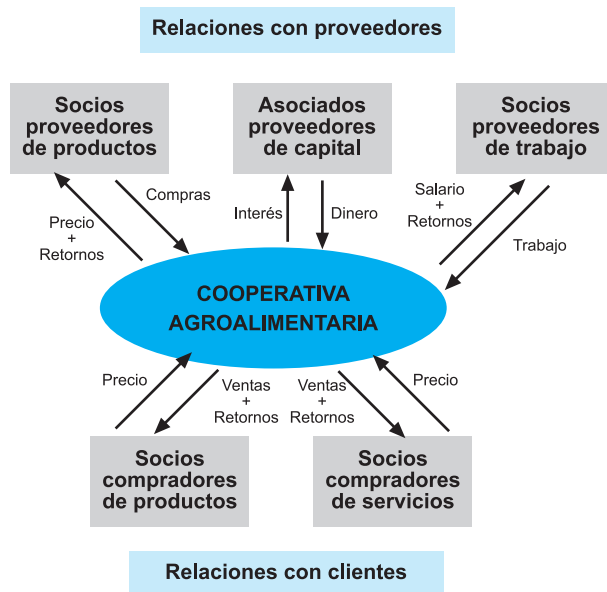 Relaciones con proveedores
Socios
proveedores
de productos
Asociados
proveedores
de capital
Socios
proveedores
de trabajo
Precio
+
Retornos
Compras
Interés
Dinero
Salario
+
Retornos
Trabajo
COOPERATIVA
AGROALIMENTARIA
Precio
Ventas
+
Retornos
Ventas
+
Retornos
Precio
Socios
compradores
de productos
Socios
compradores
de servicios
Relaciones con clientes